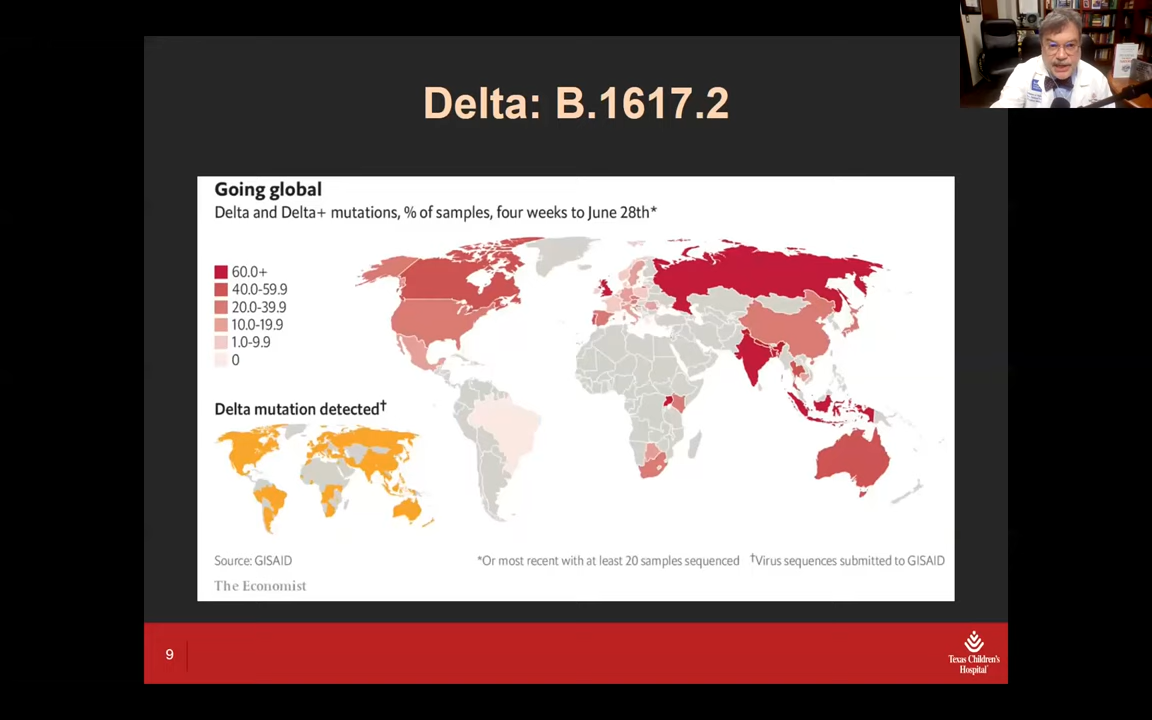 Delta: B.1617.2
Going global
Delta and Delta+ mutations, % of samples, four weeks to June 28th*
60.0+
40.0-59.9
20.0-39.9
10.0-19.9
1.0-9.9
0
Delta mutation detected†
Source: GISAID
*Or most recent with at least 20 samples sequenced
†Virus sequences submitted to GISAID
The Economist
9
Texas Children's
Hospital